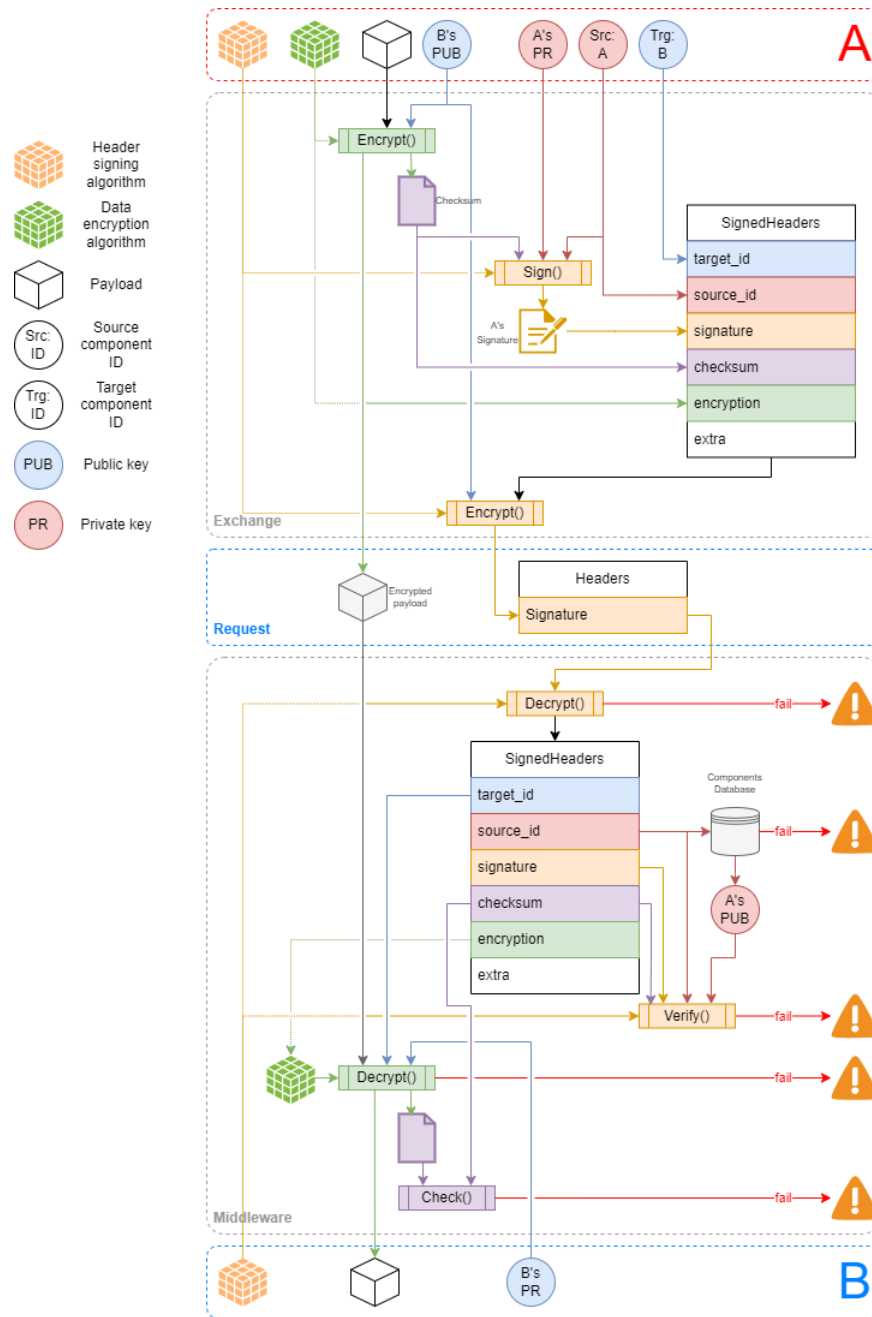 B's
PUB
A's
PR
Src:
A
Trg:
B
A
Encrypt()
Checksum
Header
signing
algorithm
Data
encryption
algorithm
Payload
Src:
ID
Source
component
ID
Trg:
ID
Target
component
ID
PUB
Public key
PR
Private key
SignedHeaders
target_id
source_id
signature
checksum
encryption
extra
Sign()
A's
Signature
Encrypt()
Exchange
Headers
Signature
Encrypted
payload
Request
Decrypt()
fail
SignedHeaders
target_id
source_id
signature
checksum
encryption
extra
Components
Database
fail
A's
PUB
Verify()
fail
Decrypt()
fail
Check()
fail
Middleware
B's
PR
B